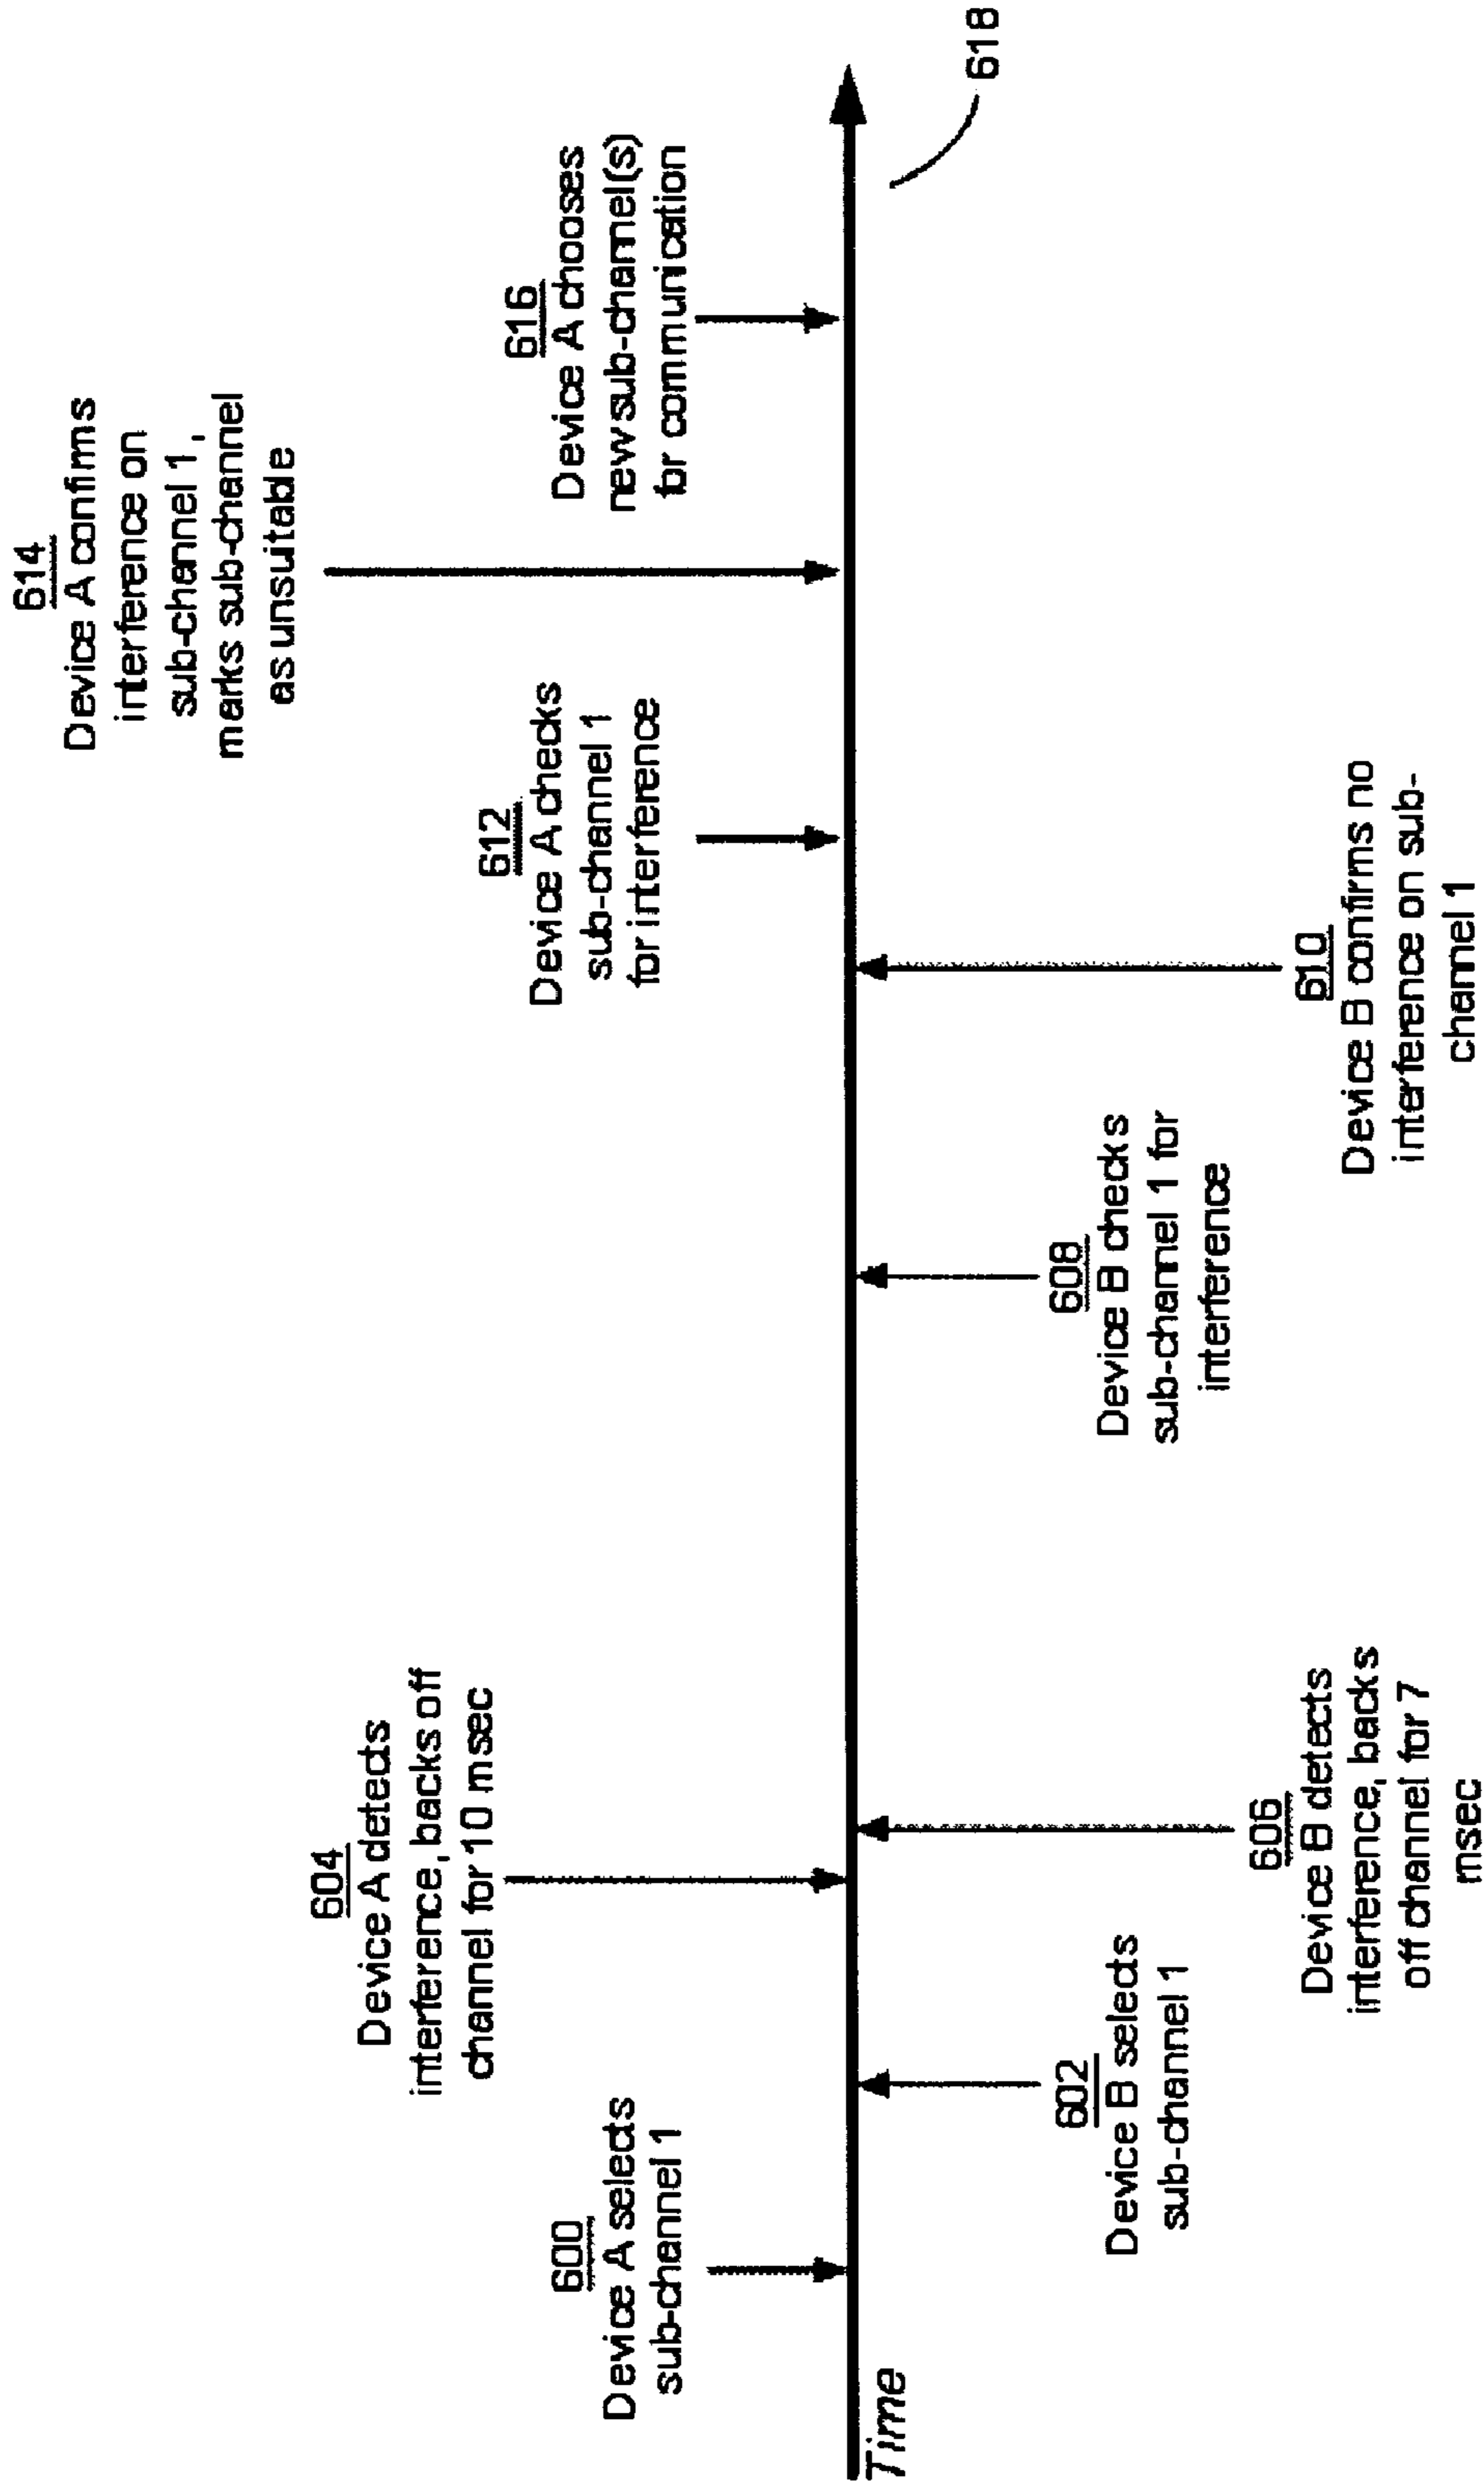 600
Device A selects
sub-channel 1
602
Device B selects
sub-channel 1
604
Device A detects
interference, backs off
channel for 10 msec
606
Device B detects
interference, backs
off channel for 7
msec
608
Device B checks
sub-channel 1 for
interference
610
Device B confirms no
interference on sub-
channel 1
612
Device A checks
sub-channel 1
for interference
614
Device A confirms
interference on
sub-channel 1,
marks sub-channel
as unsuitable
616
Device A chooses
new sub-channel(s)
for communication
618
Time